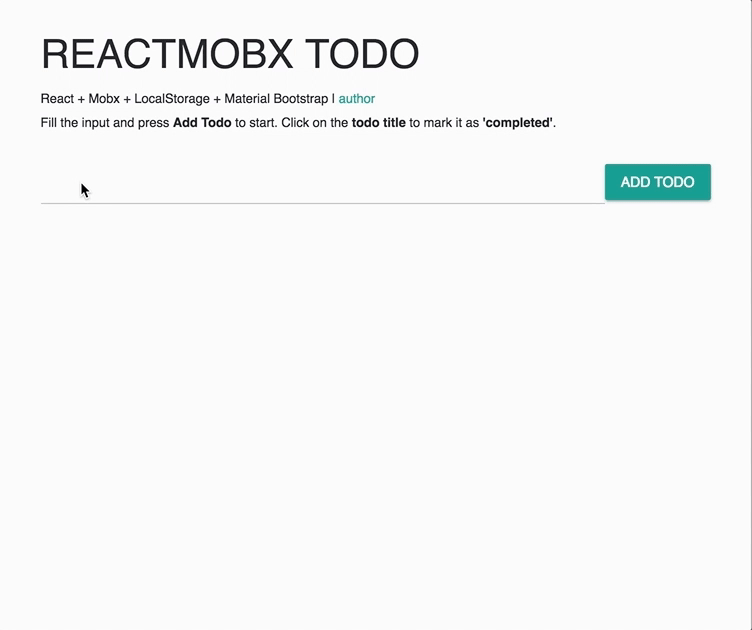 REACTMOBX TODO
React + Mobx + LocalStorage + Material Bootstrap | author
Fill the input and press Add Todo to start. Click on the todo title to mark it as 'completed'.
ADD TODO